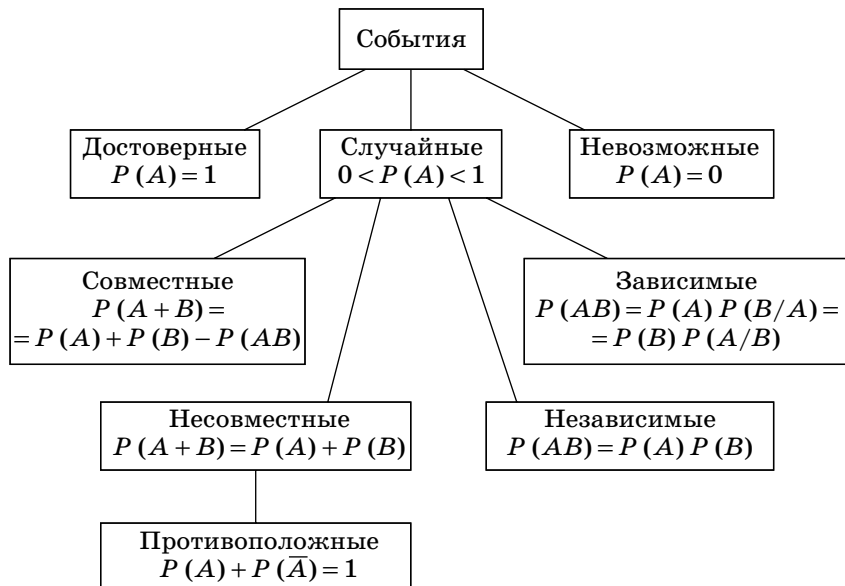 События
Достоверные
P (A) = 1
Случайные
0 < P (A) < 1
Невозможные
P (A) = 0
Совместные
P (A + B) =
= P (A) + P (B) − P (AB)
Зависимые
P (AB) = P (A) P (B/A) =
= P (B) P (A/B)
Несовместные
P (A + B) = P (A) + P (B)
Независимые
P (AB) = P (A) P (B)
Противоположные
P (A) + P (A̅) = 1